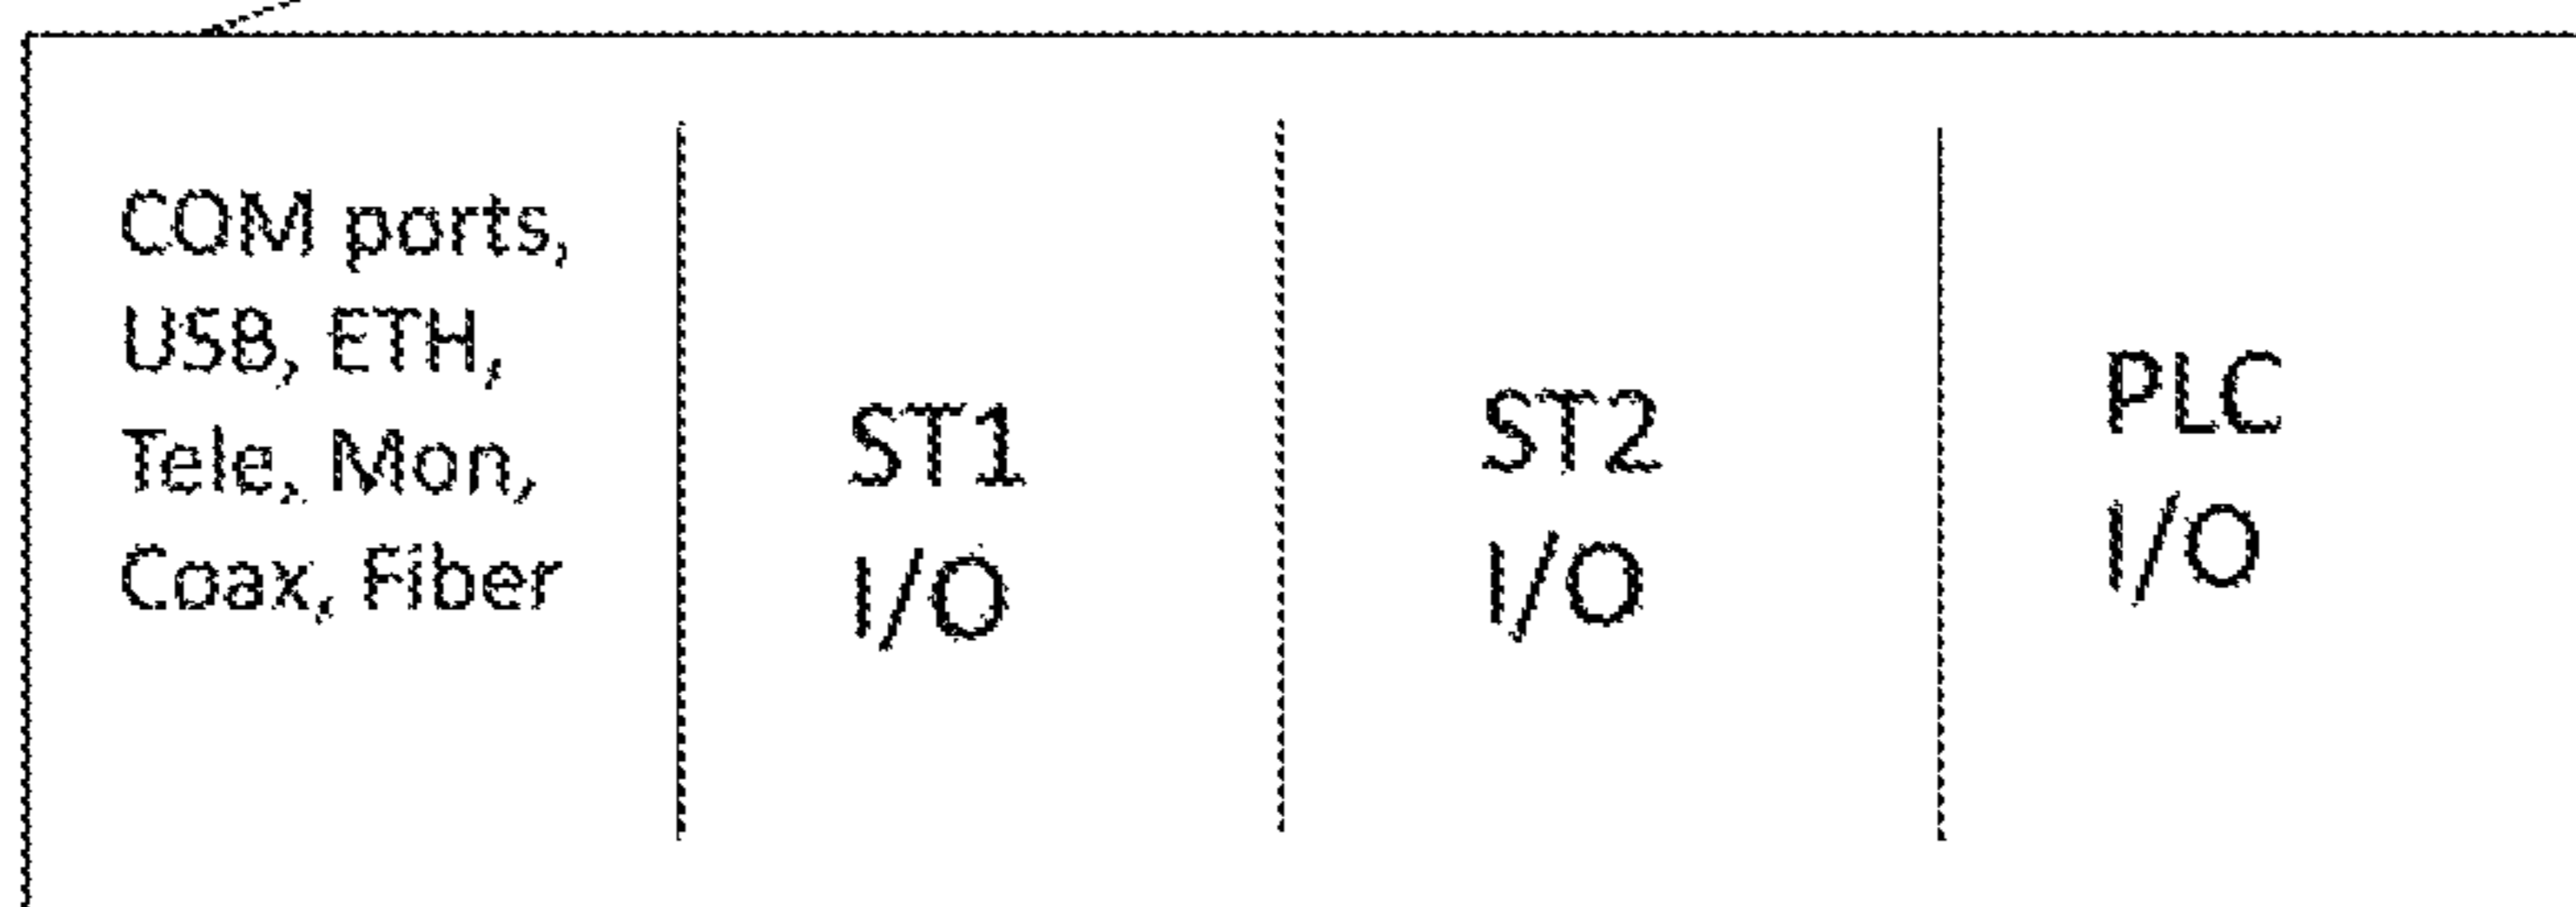 COM ports,
USB, ETH,
Tele, Mon,
Coax, Fiber
ST1
I/O
ST2
I/O
PLC
I/O